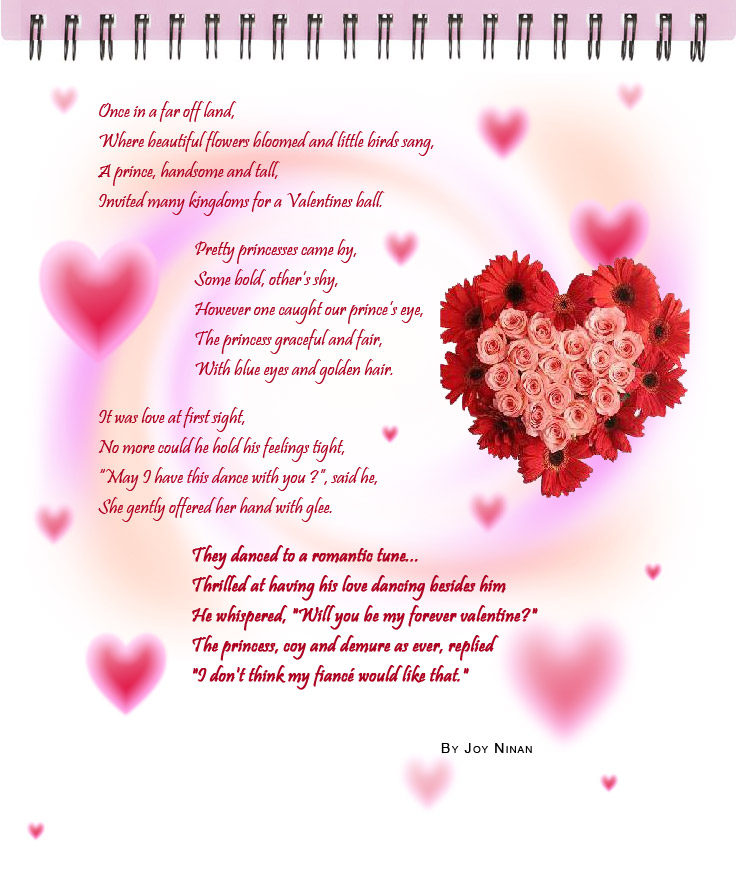 Once in a far off land,
Where beautiful flowers bloomed and little birds sang,
A prince, handsome and tall,
Invited many kingdoms for a Valentines ball.
Pretty princesses came by,
Some bold, other's shy,
However one caught our prince's eye,
The princess graceful and fair,
With blue eyes and golden hair.
It was love at first sight,
No more could he hold his feelings tight,
"May I have this dance with you ?", said he,
She gently offered her hand with glee.
They danced to a romantic tune...
Thrilled at having his love dancing besides him
He whispered, "Will you be my forever valentine?"
The princess, coy and demure as ever, replied
"I don't think my fiancé would like that."
By Joy Ninan